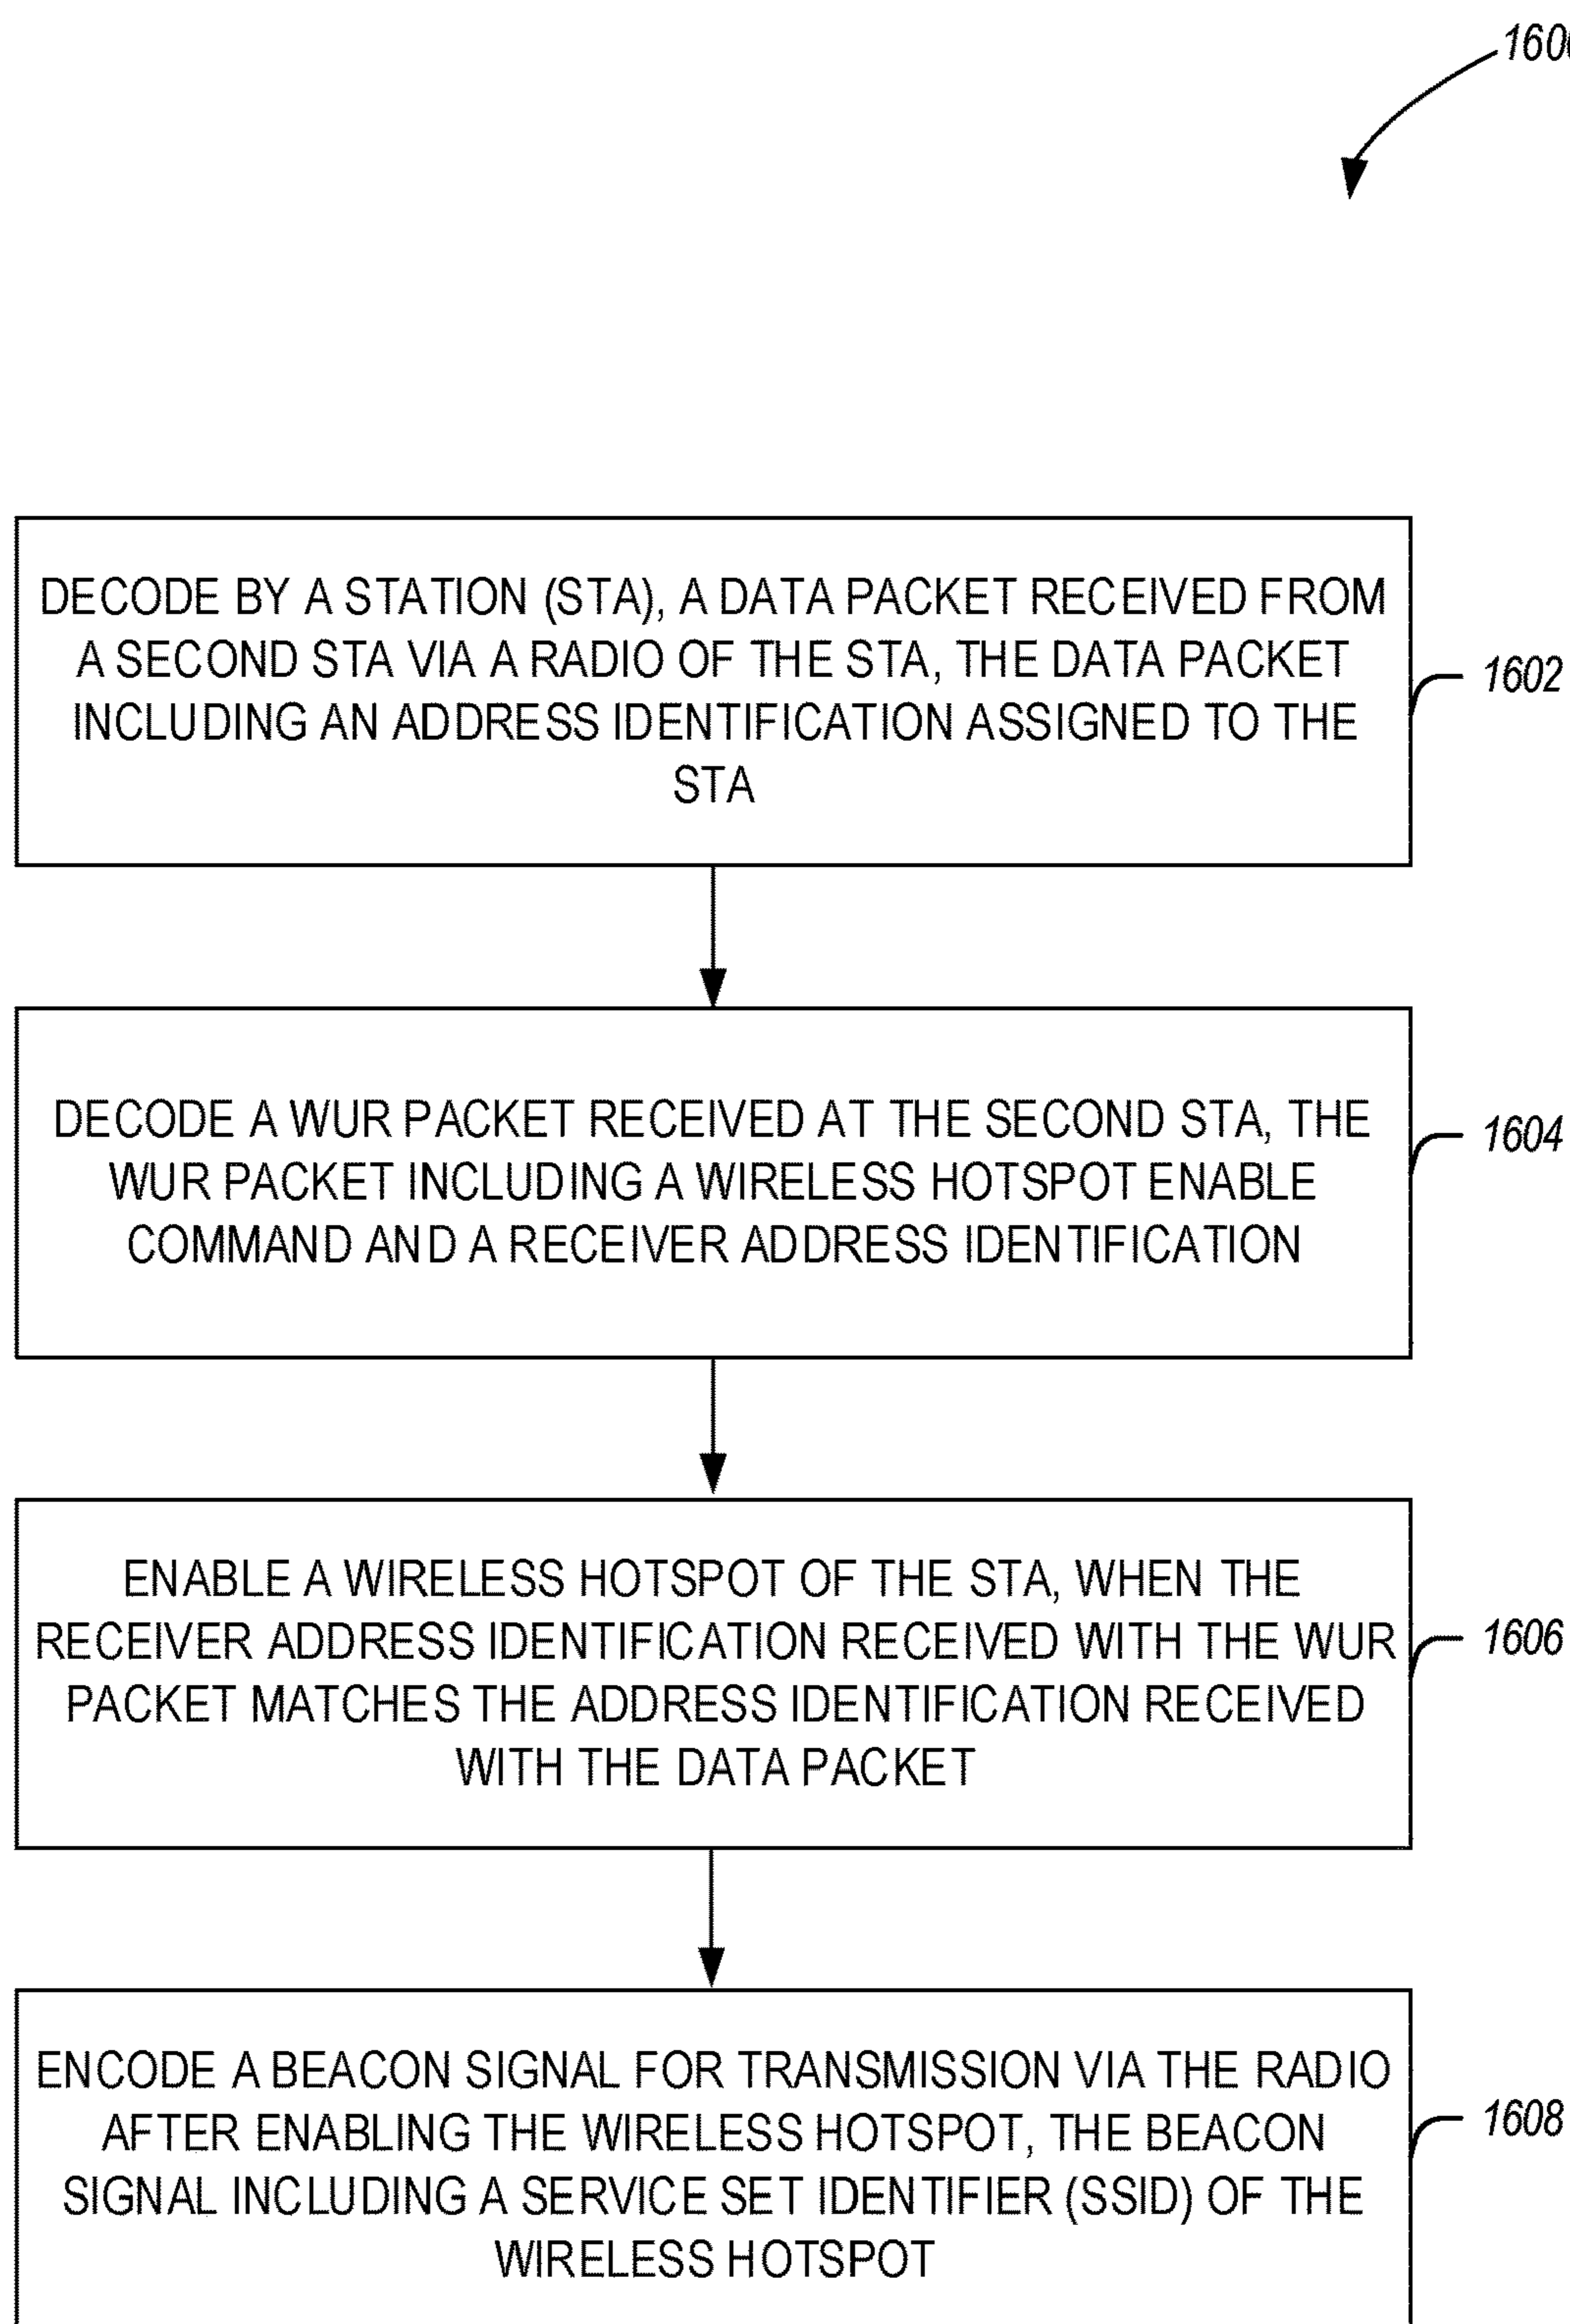 1600
DECODE BY A STATION (STA), A DATA PACKET RECEIVED FROM
A SECOND STA VIA A RADIO OF THE STA, THE DATA PACKET
INCLUDING AN ADDRESS IDENTIFICATION ASSIGNED TO THE
STA
1602
DECODE A WUR PACKET RECEIVED AT THE SECOND STA, THE
WUR PACKET INCLUDING A WIRELESS HOTSPOT ENABLE
COMMAND AND A RECEIVER ADDRESS IDENTIFICATION
1604
ENABLE A WIRELESS HOTSPOT OF THE STA, WHEN THE
RECEIVER ADDRESS IDENTIFICATION RECEIVED WITH THE WUR
PACKET MATCHES THE ADDRESS IDENTIFICATION RECEIVED
WITH THE DATA PACKET
1606
ENCODE A BEACON SIGNAL FOR TRANSMISSION VIA THE RADIO
AFTER ENABLING THE WIRELESS HOTSPOT, THE BEACON
SIGNAL INCLUDING A SERVICE SET IDENTIFIER (SSID) OF THE
WIRELESS HOTSPOT
1608